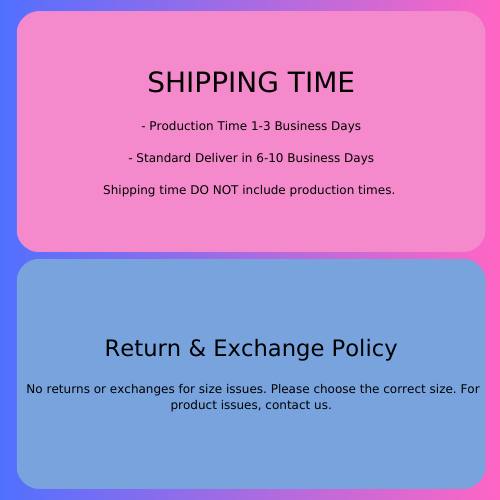 SHIPPING TIME
- Production Time 1-3 Business Days
- Standard Deliver in 6-10 Business Days
Shipping time DO NOT include production times.
Return & Exchange Policy
No returns or exchanges for size issues. Please choose the correct size. For
product issues, contact us.